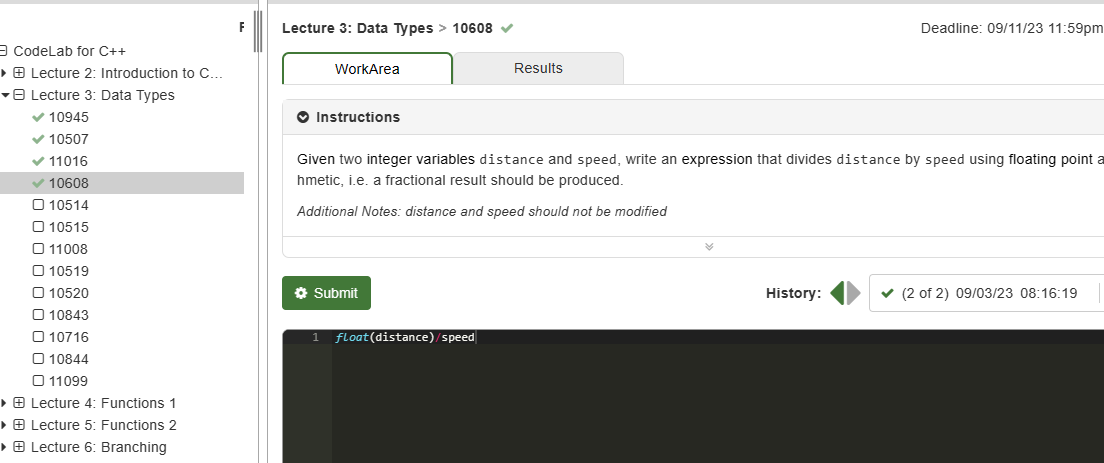 F
CodeLab for C++
Lecture 2: Introduction to C...
Lecture 3: Data Types
10945
10507
11016
10608
10514
10515
11008
10519
10520
10843
10716
10844
11099
Lecture 4: Functions 1
Lecture 5: Functions 2
Lecture 6: Branching
Lecture 3: Data Types > 10608
Deadline: 09/11/23 11:59pm
WorkArea Results
Instructions
Given two integer variables distance and speed, write an expression that divides distance by speed using floating point a
hmetic, i.e. a fractional result should be produced.
Additional Notes: distance and speed should not be modified
Submit
History: (2 of 2) 09/03/23 08:16:19
1 float(distance)/speed